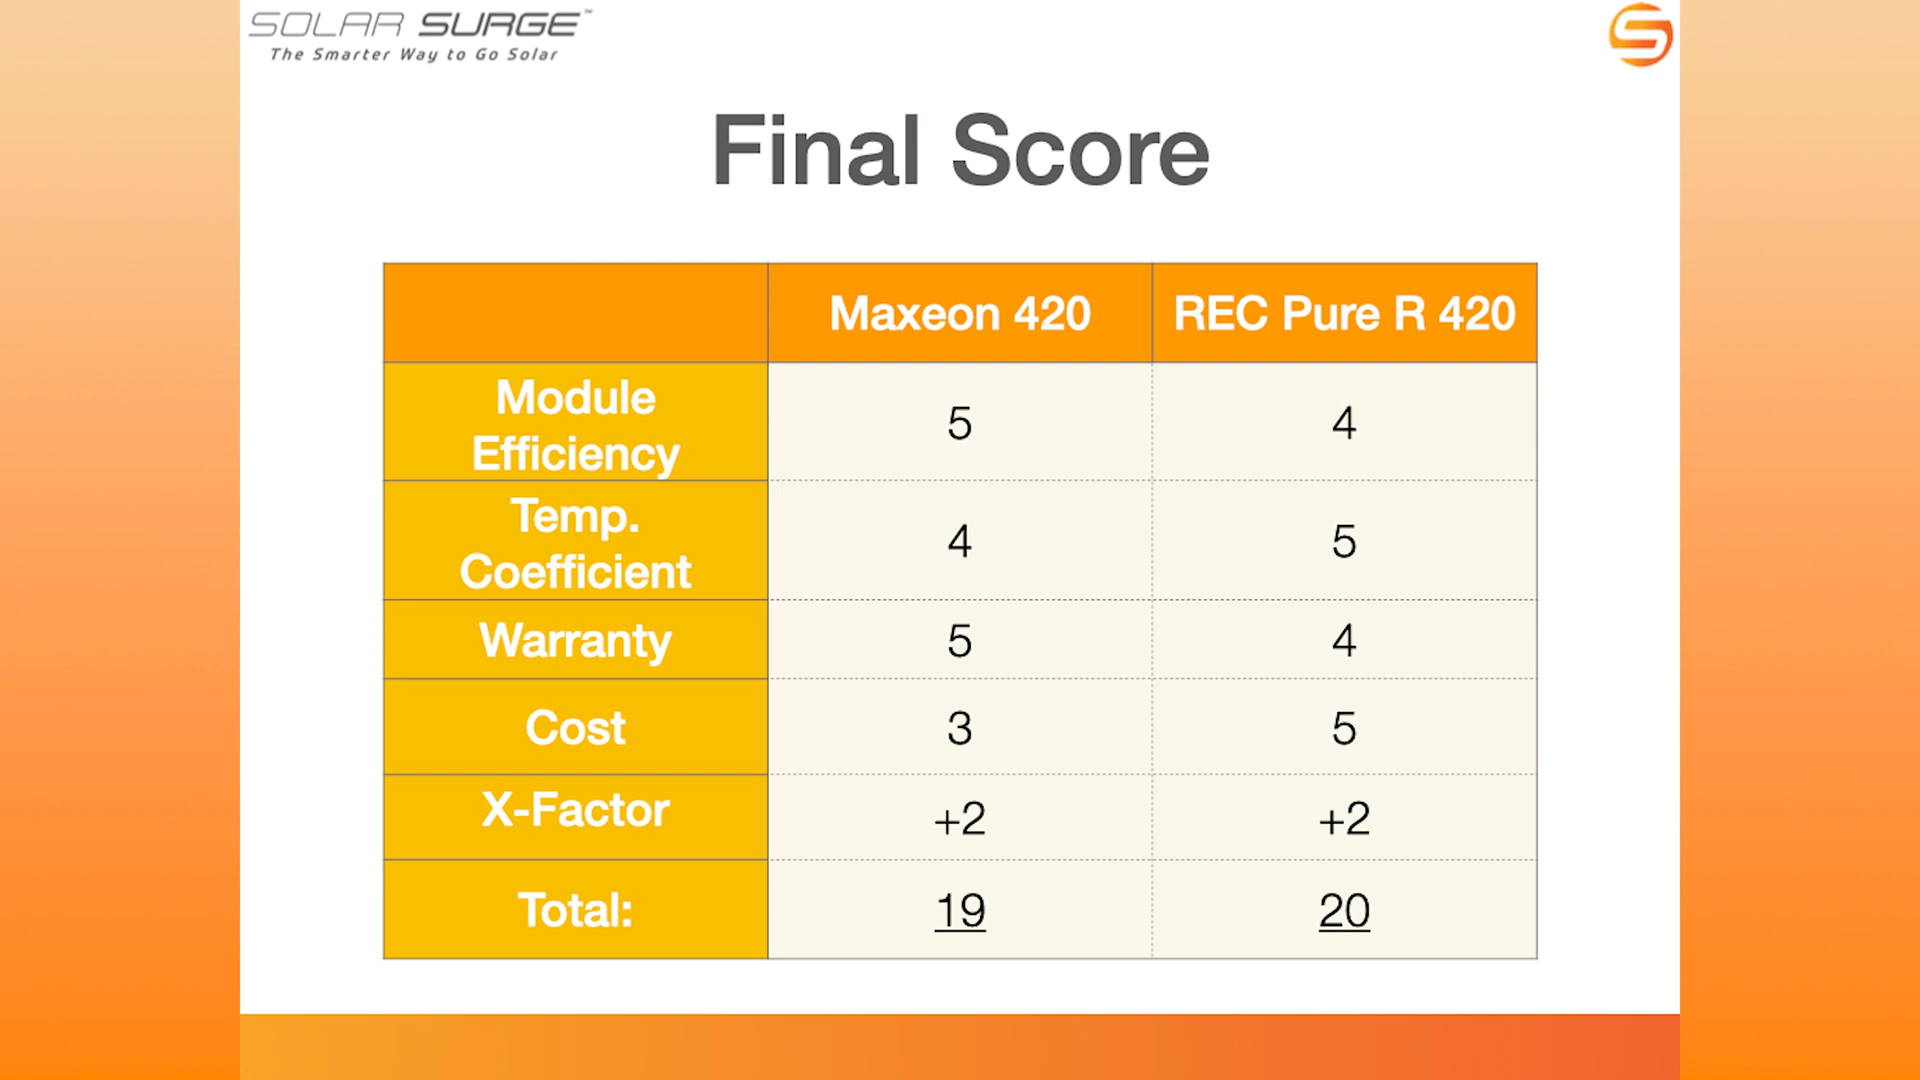 SOLAR SURGE™
The Smarter Way to Go Solar
Final Score
Maxeon 420 REC Pure R 420
Module
Efficiency
5 4
Temp.
Coefficient
4 5
Warranty 5 4
Cost 3 5
X-Factor +2 +2
Total: 19 20